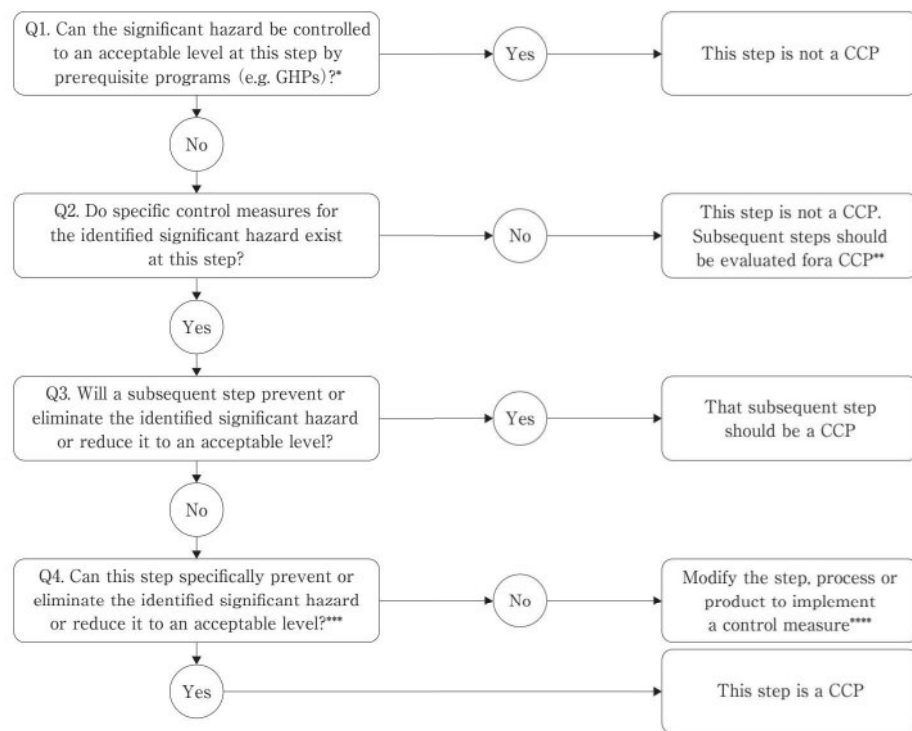 Q1. Can the significant hazard be controlled
to an acceptable level at this step by
prerequisite programs (e.g. GHPs)?*
Yes
This step is not a CCP
No
Q2. Do specific control measures for
the identified significant hazard exist
at this step?
No
This step is not a CCP.
Subsequent steps should
be evaluated fora CCP**
Yes
Q3. Will a subsequent step prevent or
eliminate the identified significant hazard
or reduce it to an acceptable level?
Yes
That subsequent step
should be a CCP
No
Q4. Can this step specifically prevent or
eliminate the identified significant hazard
or reduce it to an acceptable level?***
No
Modify the step, process or
product to implement
a control measure****
Yes
This step is a CCP